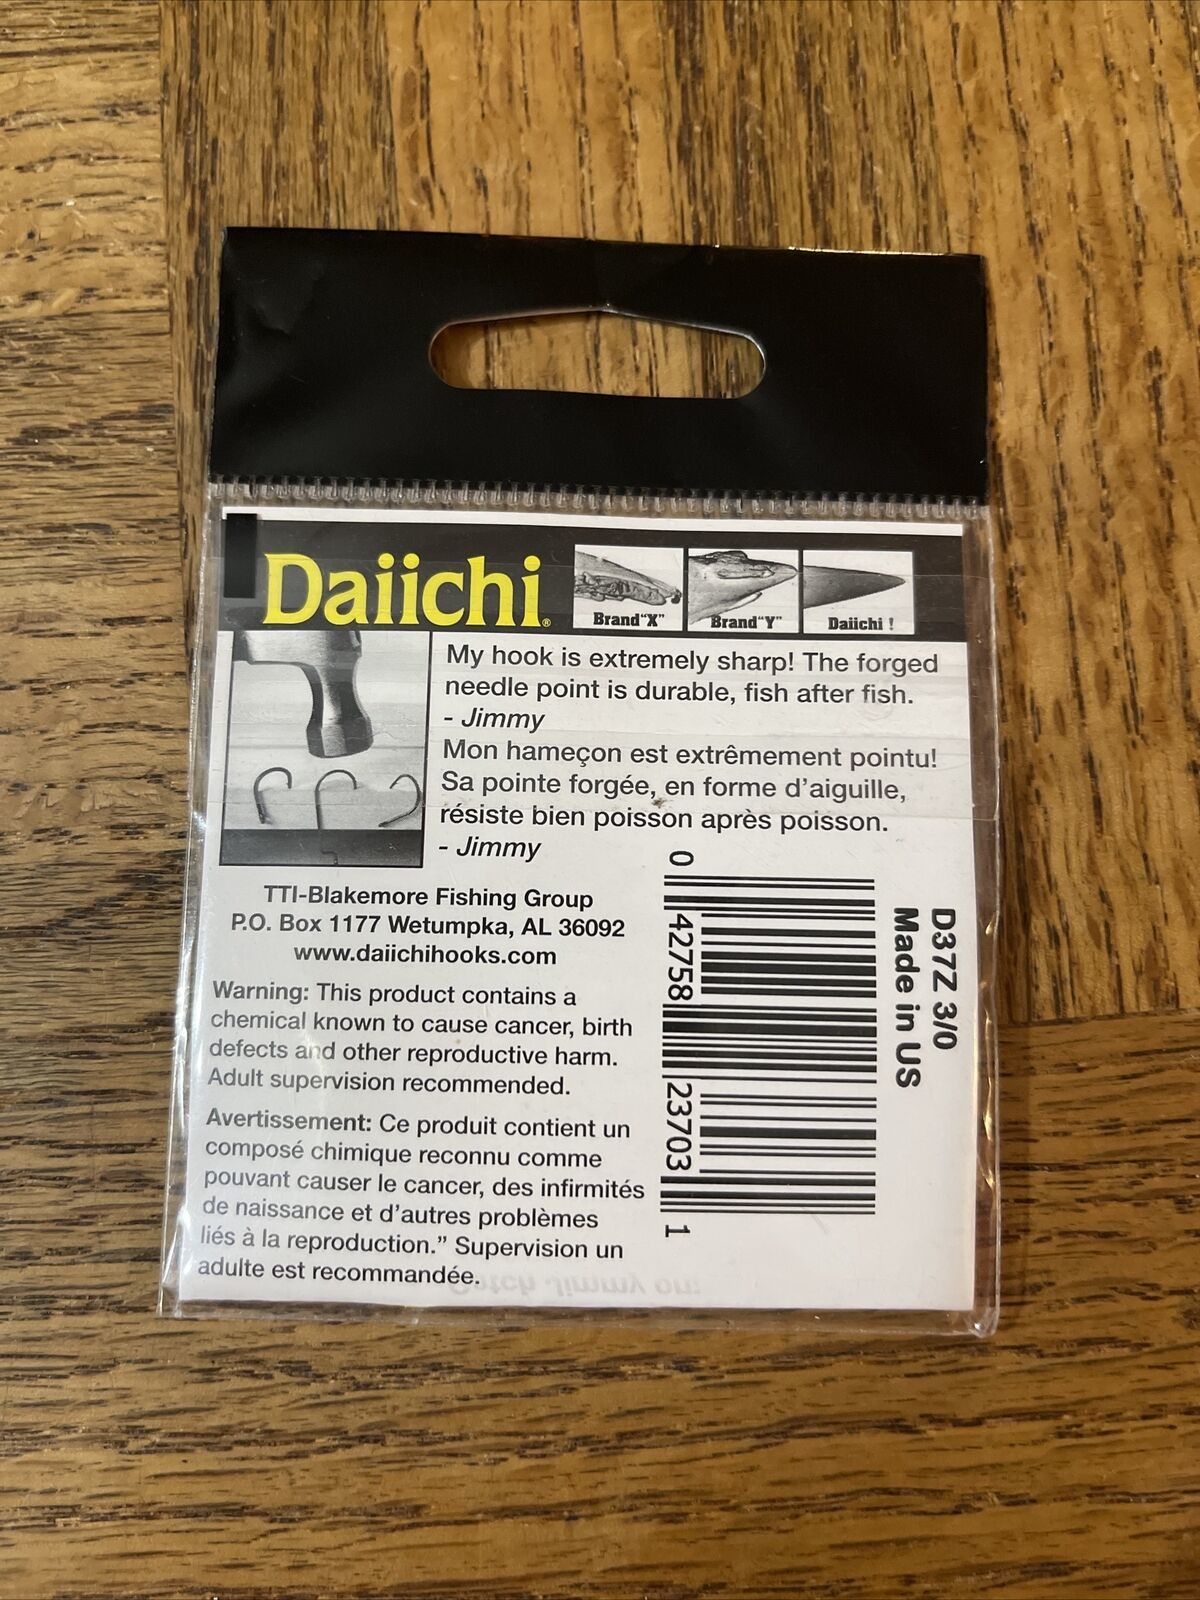 Daiichi®
Brand "X"
Brand "Y"
Daiichi !
My hook is extremely sharp! The forged
needle point is durable, fish after fish.
- Jimmy
Mon hameçon est extrêmement pointu!
Sa pointe forgée, en forme d'aiguille,
résiste bien poisson après poisson.
- Jimmy
TTI-Blakemore Fishing Group
P.O. Box 1177 Wetumpka, AL 36092
www.daiichihooks.com
Warning: This product contains a
chemical known to cause cancer, birth
defects and other reproductive harm.
Adult supervision recommended.
Avertissement: Ce produit contient un
composé chimique reconnu comme
pouvant causer le cancer, des infirmités
de naissance et d'autres problèmes
liés à la reproduction.” Supervision un
adulte est recommandée.
0 42758 23703 1
D37Z 3/0
Made in US
Catch Jimmy on: